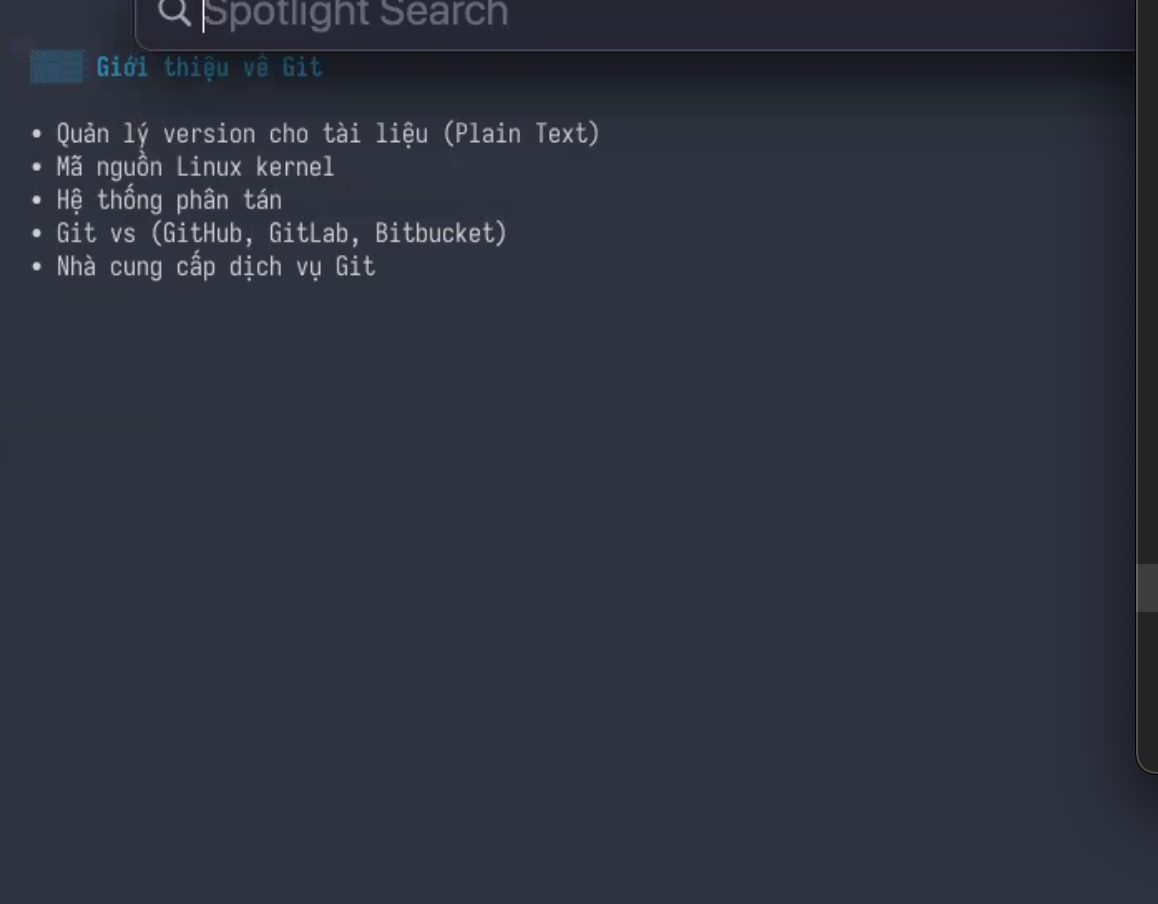 Spotlight Search
Giới thiệu về Git
• Quản lý version cho tài liệu (Plain Text)
• Mã nguồn Linux kernel
• Hệ thống phân tán
• Git vs (GitHub, GitLab, Bitbucket)
• Nhà cung cấp dịch vụ Git